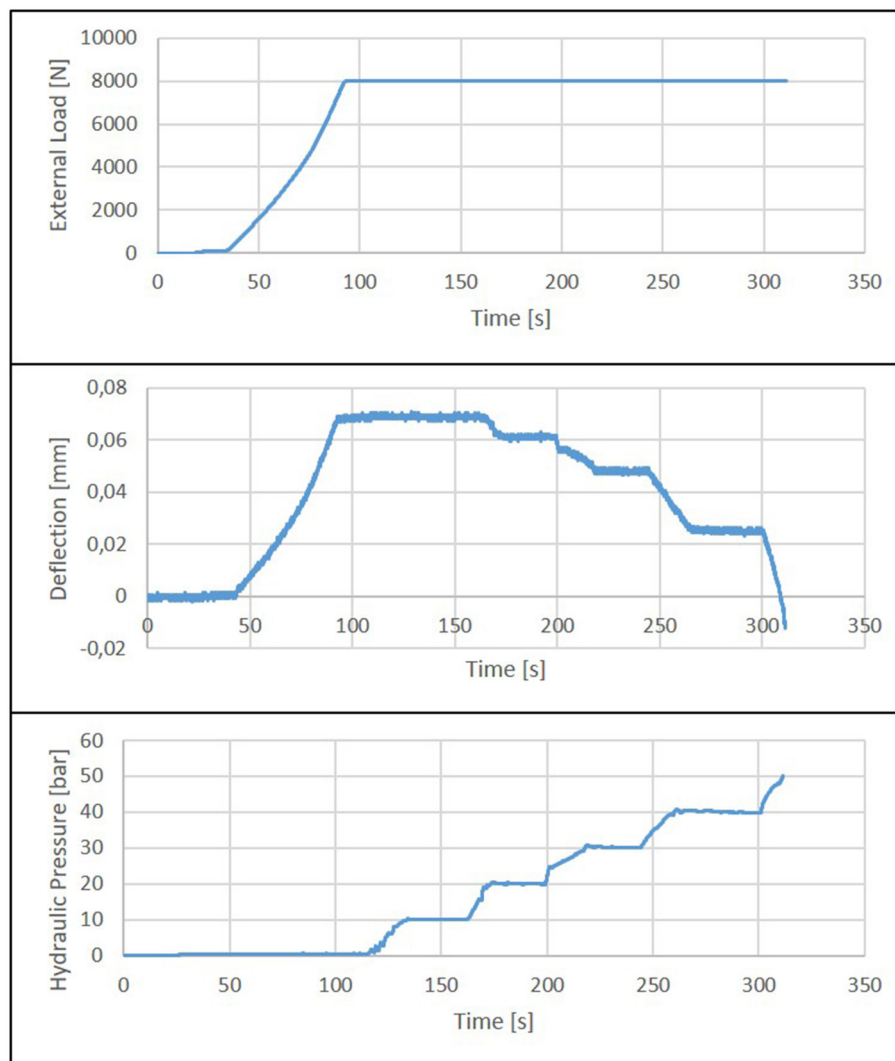 External Load [N]
10000
8000
6000
4000
2000
0
0 50 100 150 200 250 300 350
Time [s]
Deflection [mm]
0,08
0,06
0,04
0,02
0
-0,02
0 50 100 150 200 250 300 350
Time [s]
Hydraulic Pressure [bar]
60
50
40
30
20
10
0
0 50 100 150 200 250 300 350
Time [s]